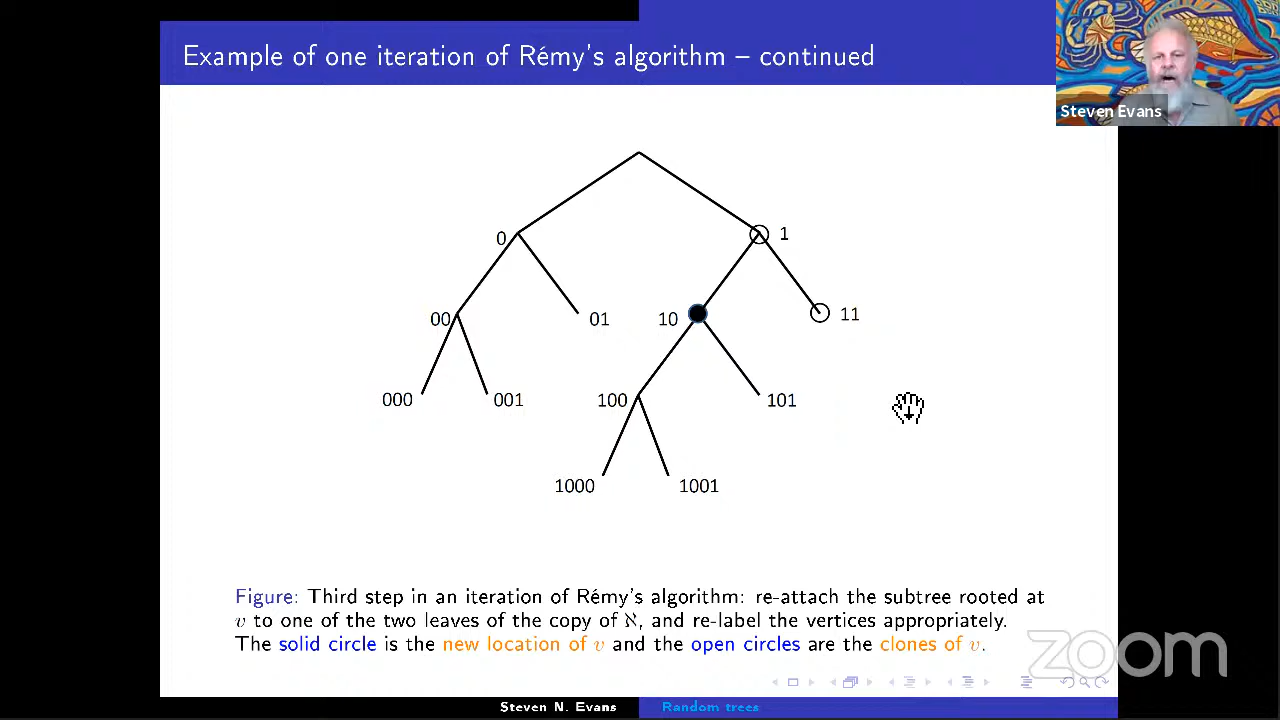 Example of one iteration of Rémy's algorithm – continued
Steven Evans
0
1
00
01
10
11
000
001
100
101
1000
1001
Figure: Third step in an iteration of Rémy's algorithm: re-attach the subtree rooted at
v to one of the two leaves of the copy of ℵ, and re-label the vertices appropriately.
The solid circle is the new location of v and the open circles are the clones of v.
zoom
Steven N. Evans
Random trees